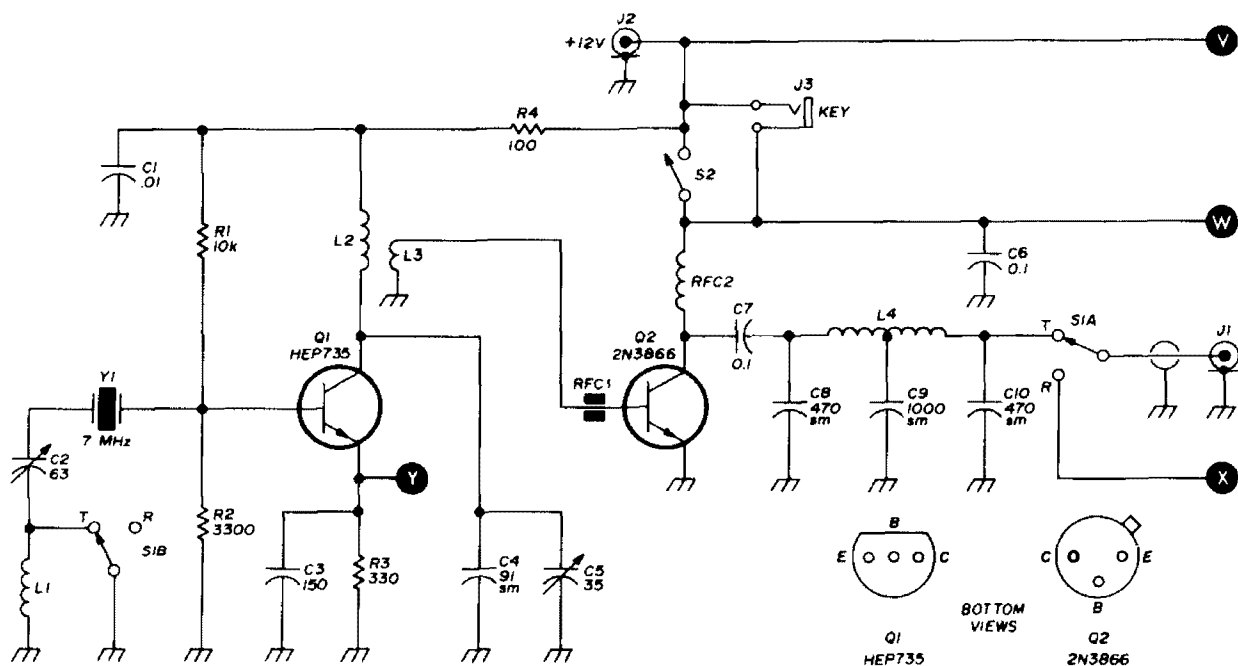 J2
+12V
V
J3
KEY
R4
100
C1
.01
S2
R1
10k
L2
L3
W
C6
0.1
RFC2
C7
0.1
L4
T
S1A
J1
Q1
HEP735
Q2
2N3866
RFC1
Y1
7 MHz
C8
470
sm
C9
1000
sm
C10
470
sm
R
C2
63
Y
X
T
R
S1B
R2
3300
L1
C3
150
R3
330
C4
91
sm
C5
35
B
E
C
C
E
B
BOTTOM
VIEWS
Q1
HEP735
Q2
2N3866